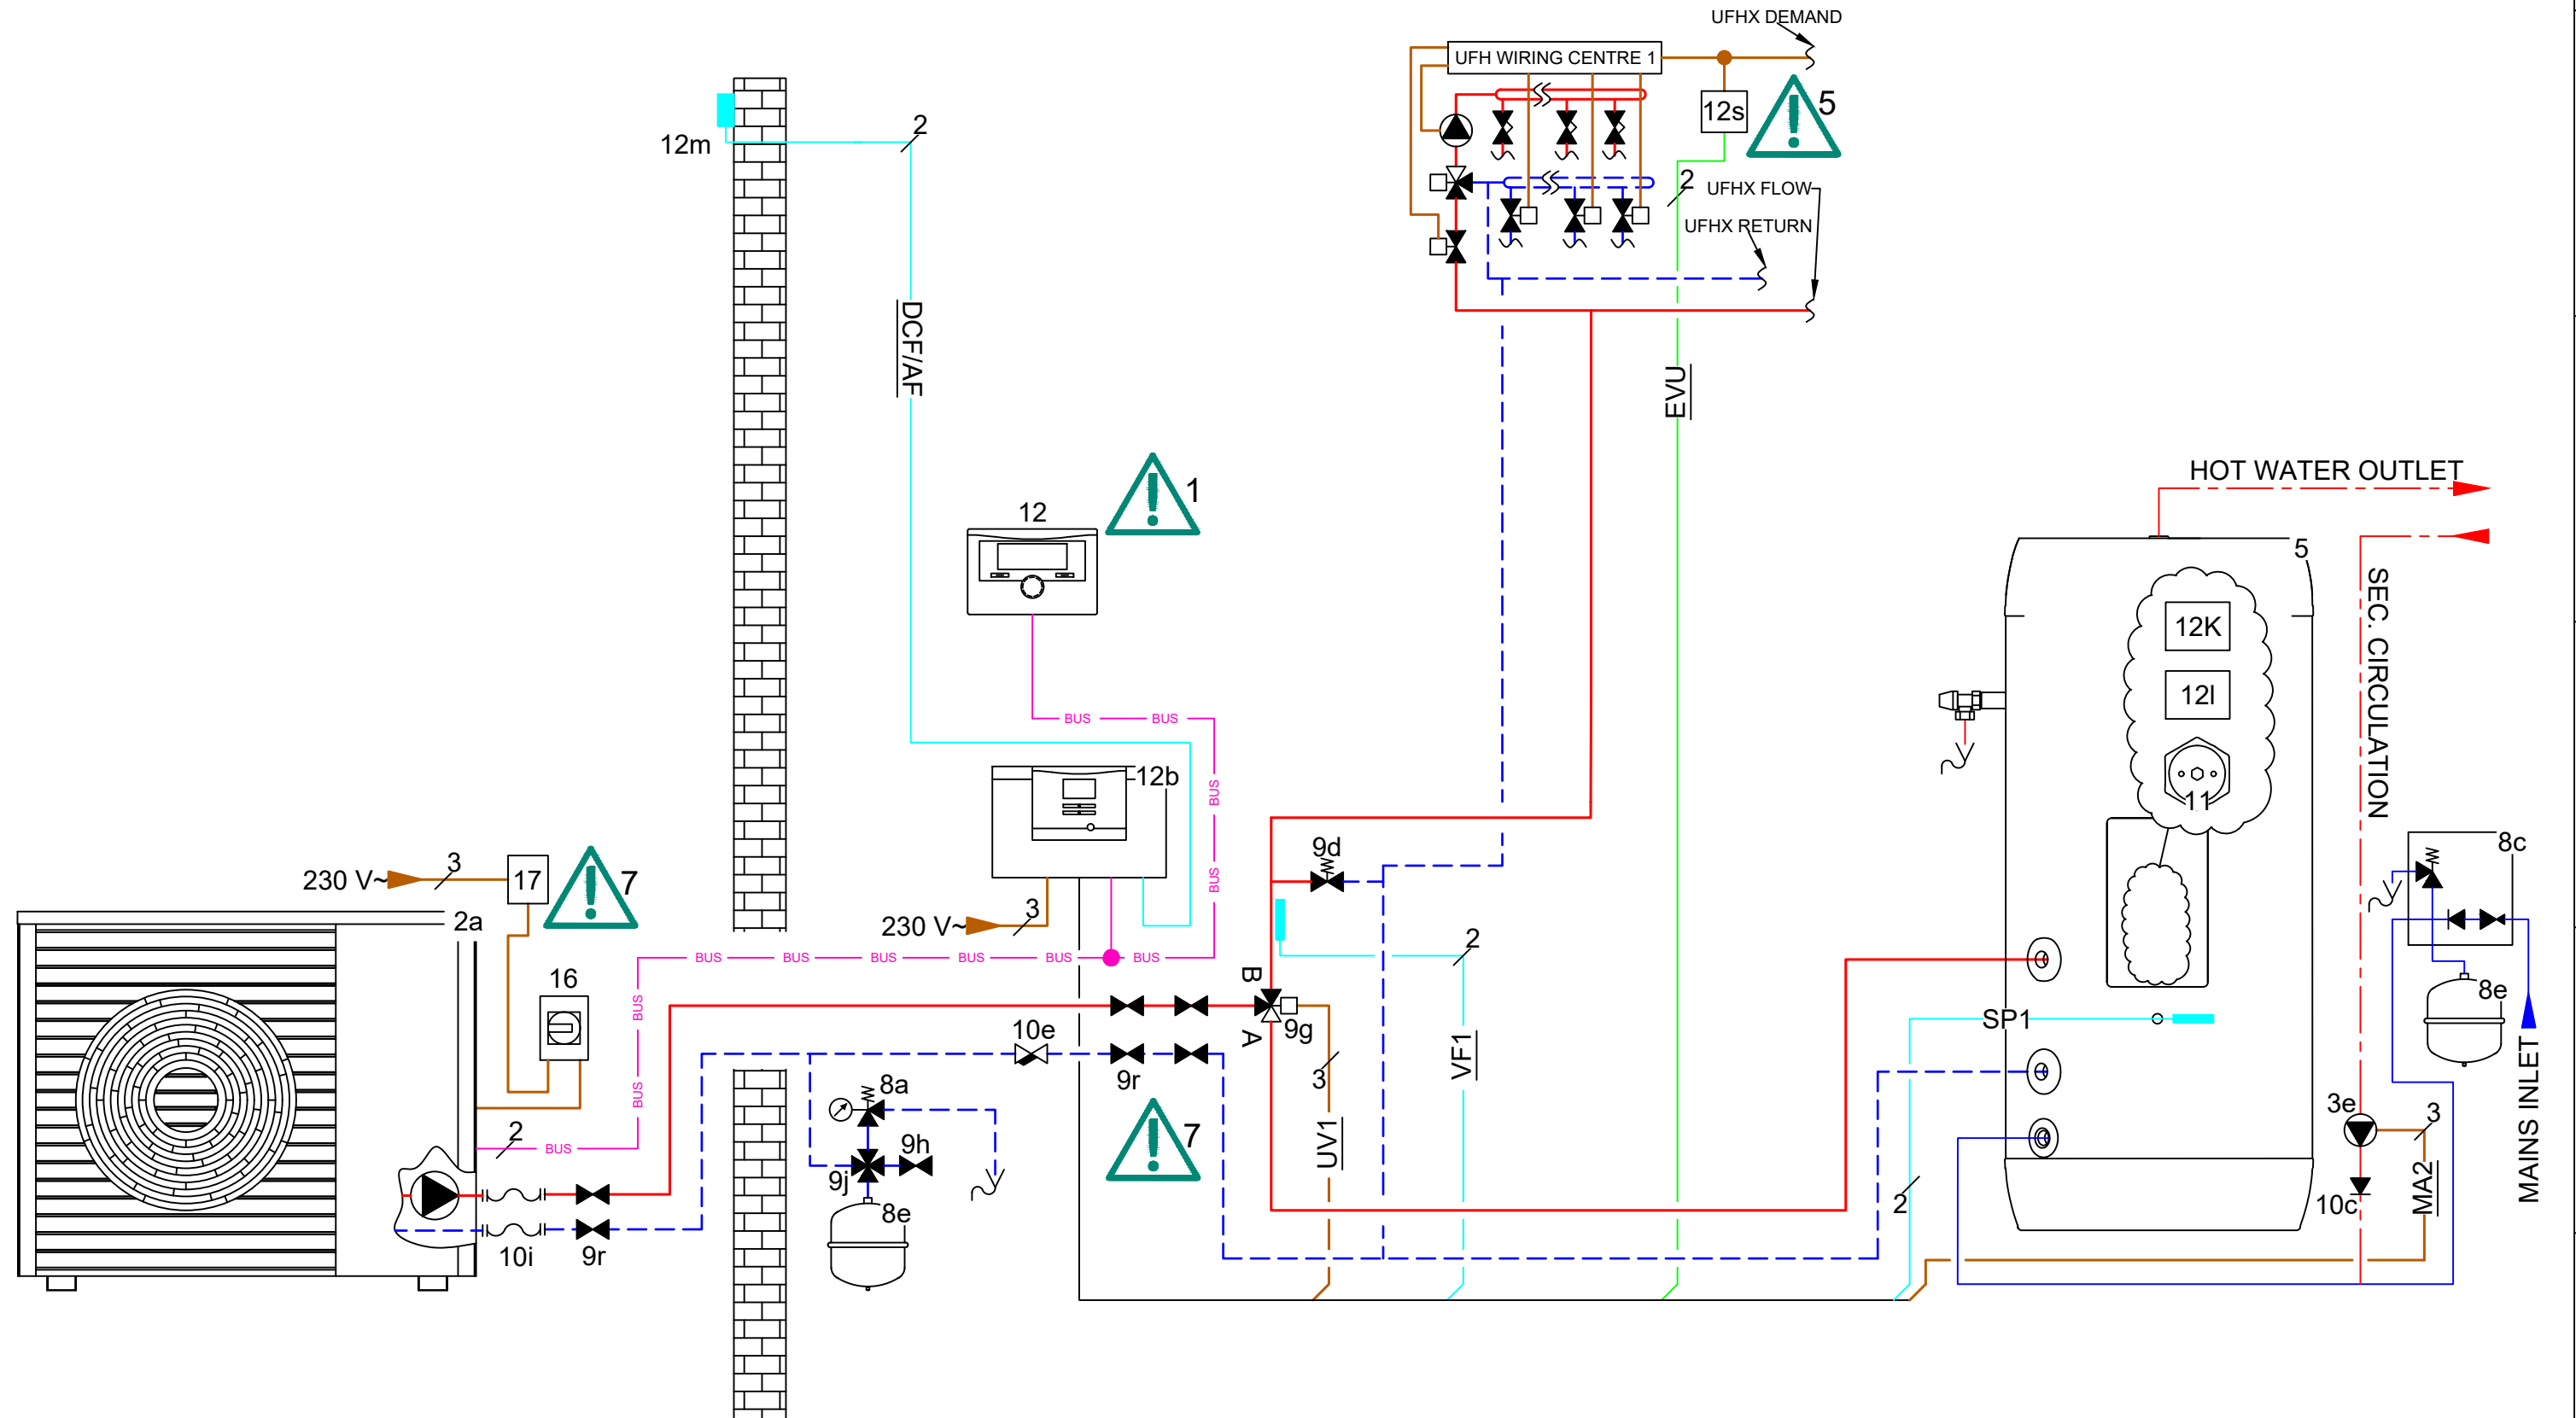 UFHX DEMAND
UFH WIRING CENTRE 1
12s
5
2
12m
2
UFHX FLOW
UFHX RETURN
DCF/AF
EVU
1
12
HOT WATER OUTLET
5
SEC. CIRCULATION
12K
12l
11
BUS
BUS
BUS
BUS
12b
9d
8c
3
230 V~
17
7
2a
230 V~
3
2
BUS
BUS
BUS
BUS
BUS
BUS
16
B
8e
BUS
BUS
9g
A
SP1
10e
VF1
MAINS INLET
9r
8a
3
3e
3
7
UV1
2
BUS
9h
9j
2
MA2
10c
8e
10i
9r